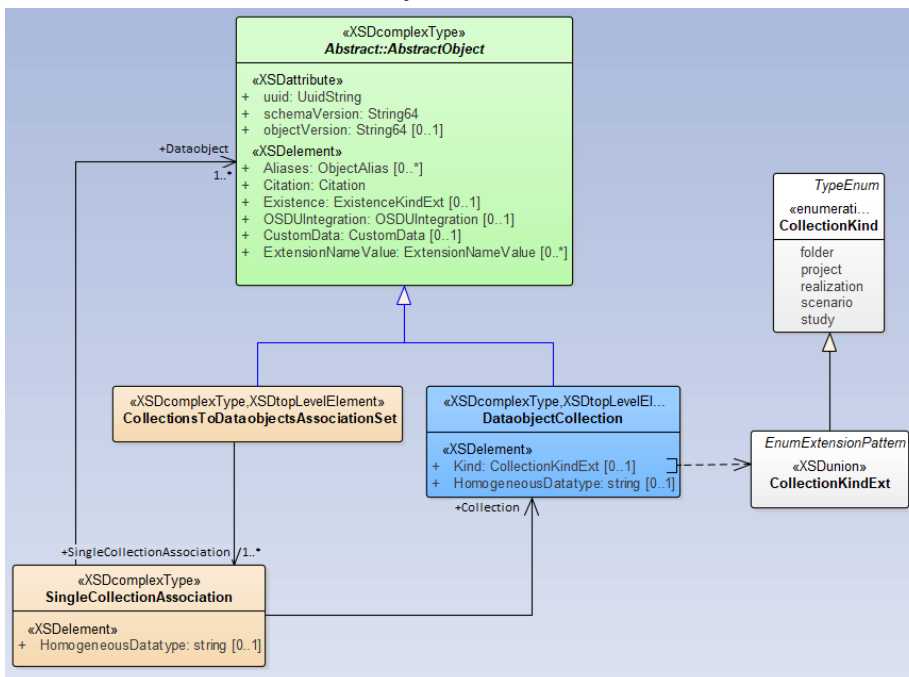 «XSDcomplexType»
Abstract::AbstractObject
«XSDattribute»
+ uuid: UuidString
+ schemaVersion: String64
+ objectVersion: String64 [0..1]
«XSDelement»
+ Aliases: ObjectAlias [0..*]
+ Citation: Citation
+ Existence: ExistenceKindExt [0..1]
+ OSDUIntegration: OSDUIntegration [0..1]
+ CustomData: CustomData [0..1]
+ ExtensionNameValue: ExtensionNameValue [0..*]
+Dataobject
1..*
TypeEnum
«enumerati...
CollectionKind
folder
project
realization
scenario
study
«XSDcomplexType,XSDtopLevelElement»
CollectionsToDataobjectsAssociationSet
«XSDcomplexType,XSDtopLevelEl...
DataobjectCollection
«XSDelement»
+ Kind: CollectionKindExt [0..1]
+ HomogeneousDatatype: string [0..1]
EnumExtensionPattern
«XSDunion»
CollectionKindExt
+Collection
+SingleCollectionAssociation /1..*
«XSDcomplexType»
SingleCollectionAssociation
«XSDelement»
+ HomogeneousDatatype: string [0..1]